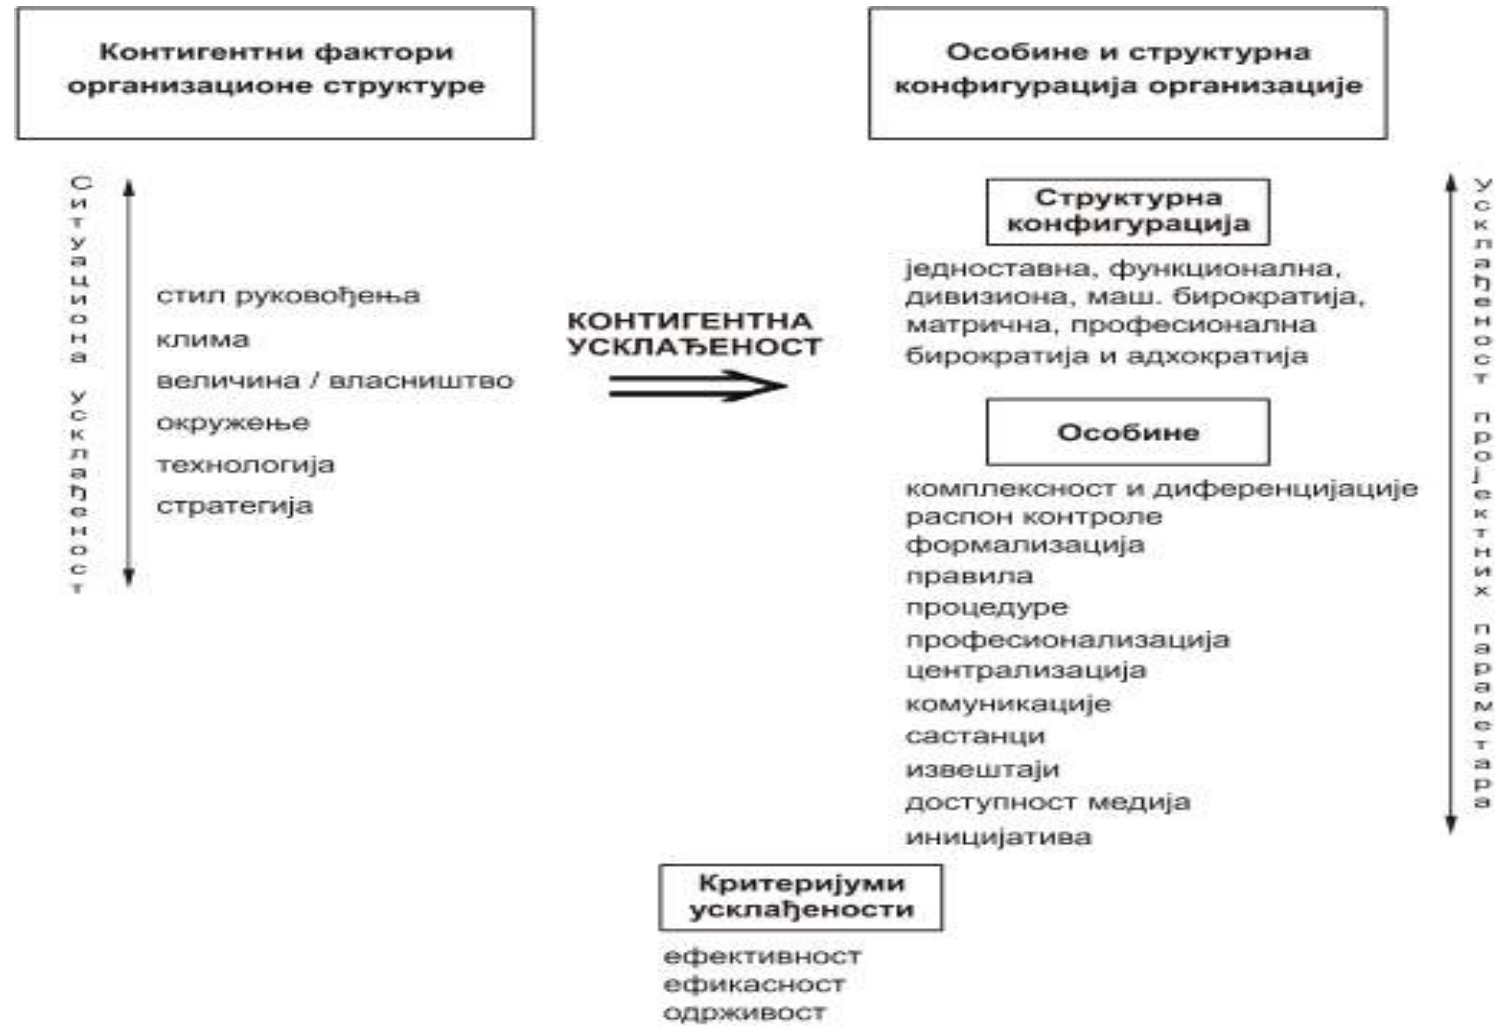 Контигентни фактори
организационе структуре
Ситуациона усклађеност
стил руковођења
клима
величина / власништво
окружење
технологија
стратегија
КОНТИГЕНТНА
УСКЛАЂЕНОСТ
Особине и структурна
конфигурација организације
Структурна
конфигурација
једноставна, функционална,
дивизиона, маш. бирократија,
матрична, професионална
бирократија и адхократија
Особине
комплексност и диференцијације
распон контроле
формализација
правила
процедуре
професионализација
централизација
комуникације
састанци
извештаји
доступност медија
иницијатива
Усклађеност пројектних параметара
Критеријуми
усклађености
ефективност
ефикасност
одрживост